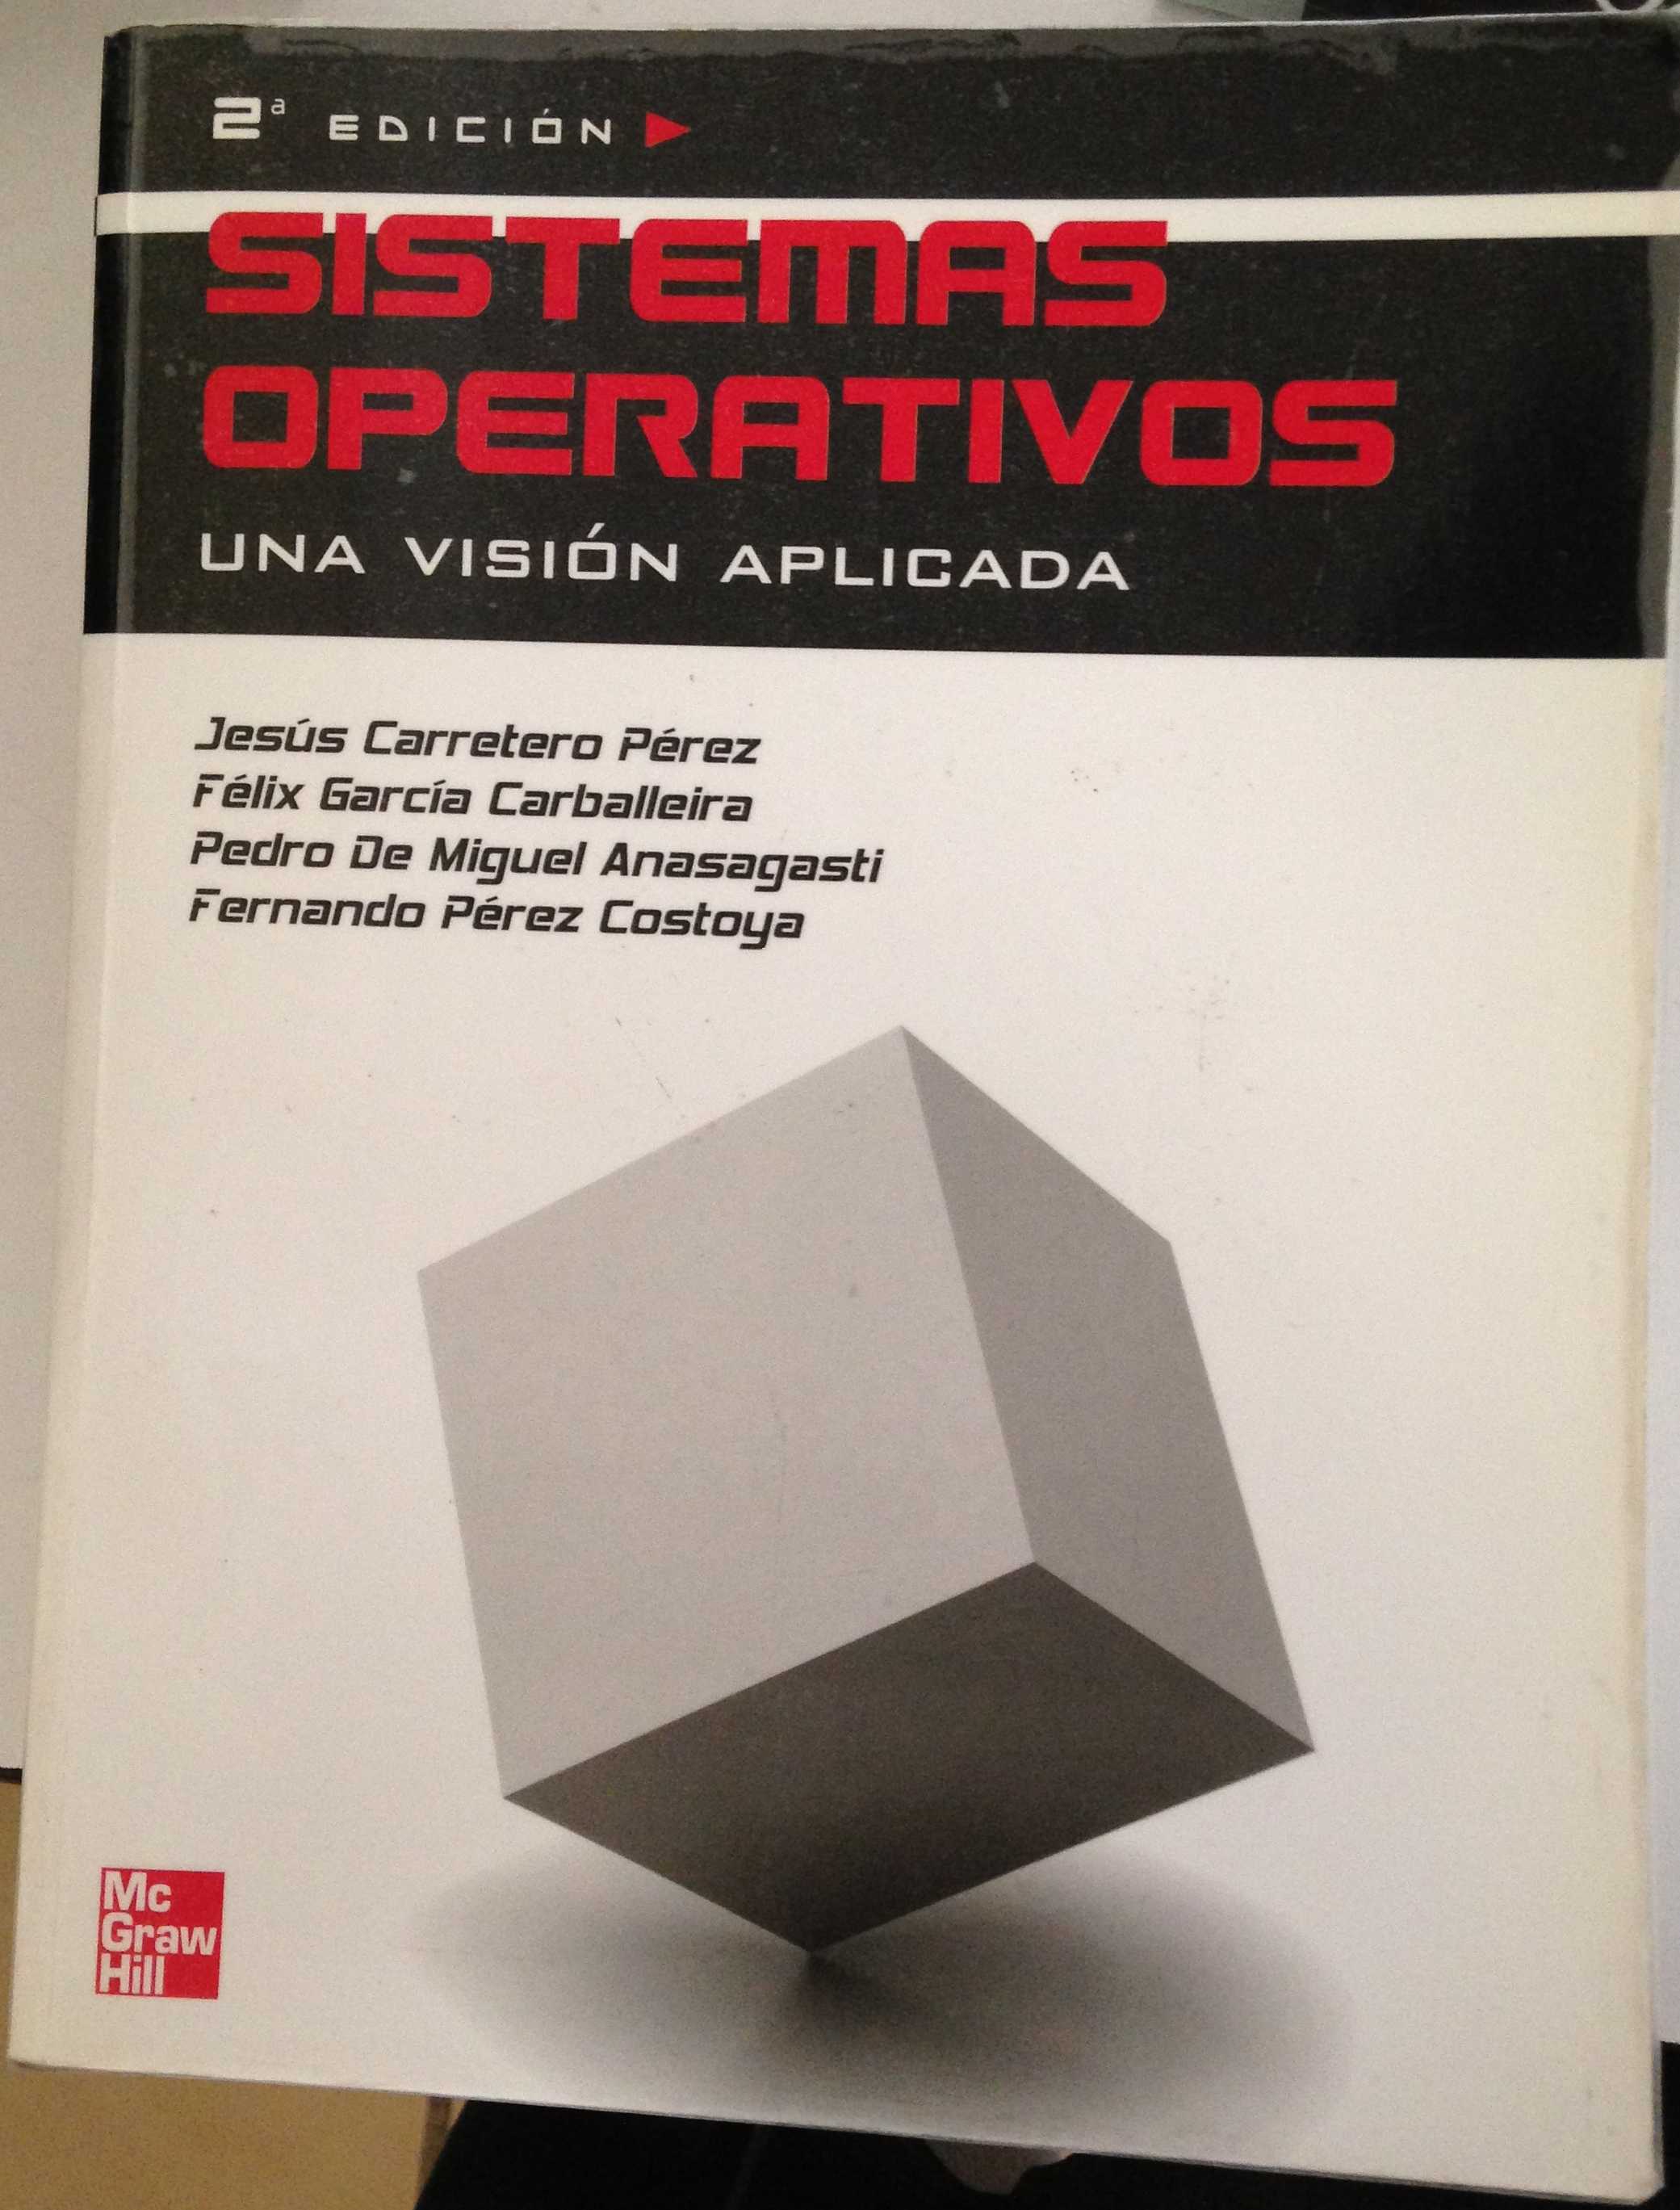 2ª EDICIÓN
SISTEMAS
OPERATIVOS
UNA VISIÓN APLICADA
Jesús Carretero Pérez
Félix García Carballeira
Pedro De Miguel Anasagasti
Fernando Pérez Costoya
Mc
Graw
Hill